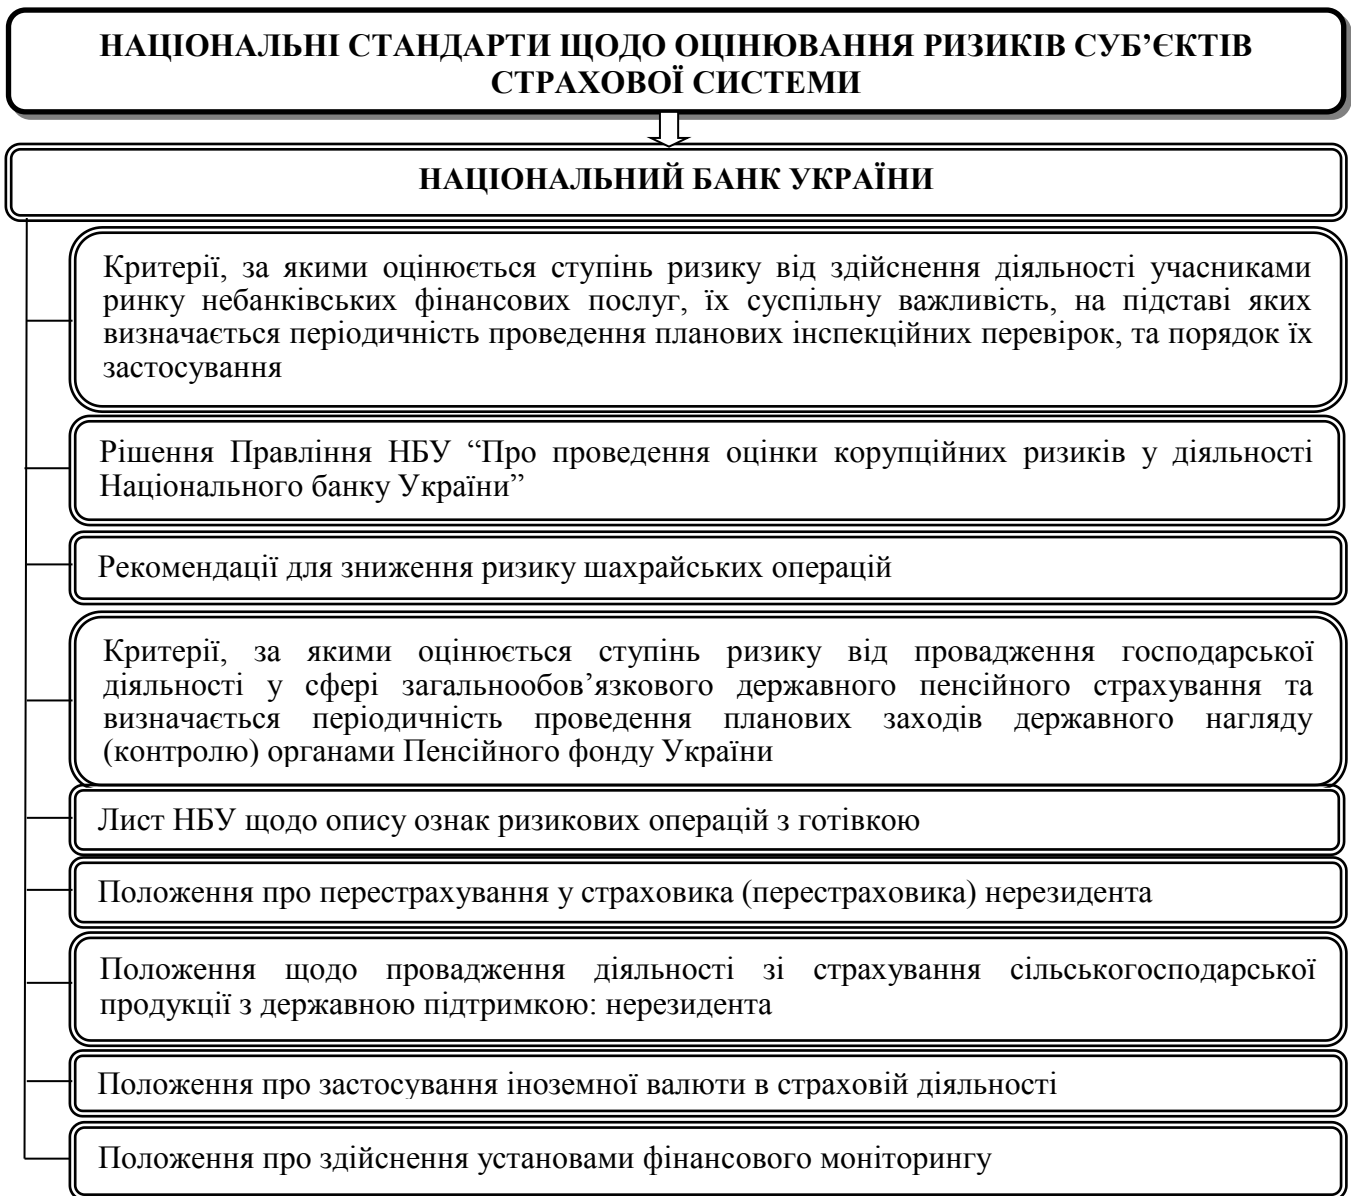 НАЦІОНАЛЬНІ СТАНДАРТИ ЩОДО ОЦІНЮВАННЯ РИЗИКІВ СУБ’ЄКТІВ
СТРАХОВОЇ СИСТЕМИ
НАЦІОНАЛЬНИЙ БАНК УКРАЇНИ
Критерії, за якими оцінюється ступінь ризику від здійснення діяльності учасниками
ринку небанківських фінансових послуг, їх суспільну важливість, на підставі яких
визначається періодичність проведення планових інспекційних перевірок, та порядок їх
застосування
Рішення Правління НБУ “Про проведення оцінки корупційних ризиків у діяльності
Національного банку України”
Рекомендації для зниження ризику шахрайських операцій
Критерії, за якими оцінюється ступінь ризику від провадження господарської
діяльності у сфері загальнообов’язкового державного пенсійного страхування та
визначається періодичність проведення планових заходів державного нагляду
(контролю) органами Пенсійного фонду України
Лист НБУ щодо опису ознак ризикових операцій з готівкою
Положення про перестрахування у страховика (перестраховика) нерезидента
Положення щодо провадження діяльності зі страхування сільськогосподарської
продукції з державною підтримкою: нерезидента
Положення про застосування іноземної валюти в страховій діяльності
Положення про здійснення установами фінансового моніторингу